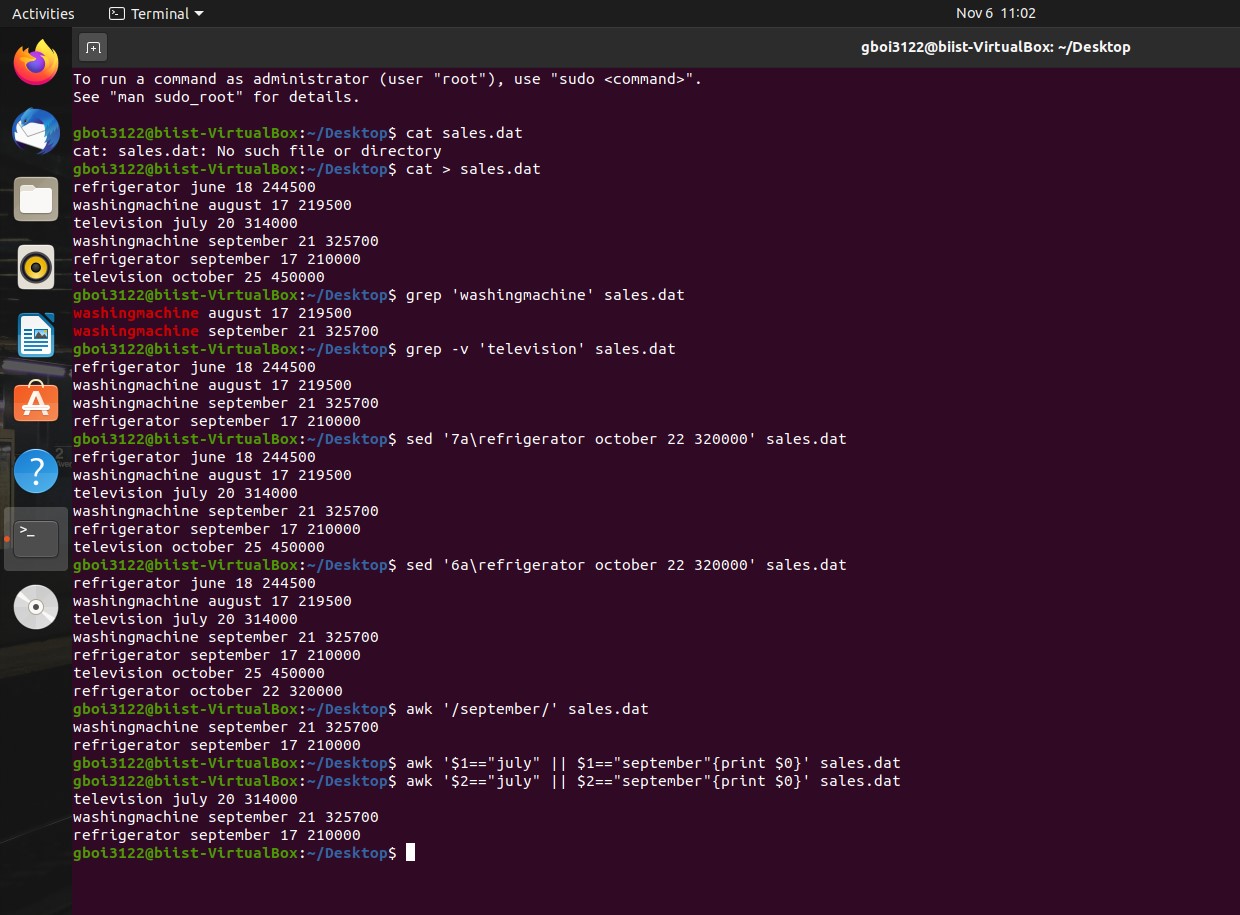 Activities Terminal Nov 6 11:02
gboi3122@biist-VirtualBox: ~/Desktop
To run a command as administrator (user "root"), use "sudo <command>".
See "man sudo_root" for details.
gboi3122@biist-VirtualBox:~/Desktop$ cat sales.dat
cat: sales.dat: No such file or directory
gboi3122@biist-VirtualBox:~/Desktop$ cat > sales.dat
refrigerator june 18 244500
washingmachine august 17 219500
television july 20 314000
washingmachine september 21 325700
refrigerator september 17 210000
television october 25 450000
gboi3122@biist-VirtualBox:~/Desktop$ grep 'washingmachine' sales.dat
washingmachine august 17 219500
washingmachine september 21 325700
gboi3122@biist-VirtualBox:~/Desktop$ grep -v 'television' sales.dat
refrigerator june 18 244500
washingmachine august 17 219500
washingmachine september 21 325700
refrigerator september 17 210000
gboi3122@biist-VirtualBox:~/Desktop$ sed '7a\refrigerator october 22 320000' sales.dat
refrigerator june 18 244500
washingmachine august 17 219500
television july 20 314000
washingmachine september 21 325700
refrigerator september 17 210000
television october 25 450000
gboi3122@biist-VirtualBox:~/Desktop$ sed '6a\refrigerator october 22 320000' sales.dat
refrigerator june 18 244500
washingmachine august 17 219500
television july 20 314000
washingmachine september 21 325700
refrigerator september 17 210000
television october 25 450000
refrigerator october 22 320000
gboi3122@biist-VirtualBox:~/Desktop$ awk '/september/' sales.dat
washingmachine september 21 325700
refrigerator september 17 210000
gboi3122@biist-VirtualBox:~/Desktop$ awk '$1=="july" || $1=="september"{print $0}' sales.dat
gboi3122@biist-VirtualBox:~/Desktop$ awk '$2=="july" || $2=="september"{print $0}' sales.dat
television july 20 314000
washingmachine september 21 325700
refrigerator september 17 210000
gboi3122@biist-VirtualBox:~/Desktop$